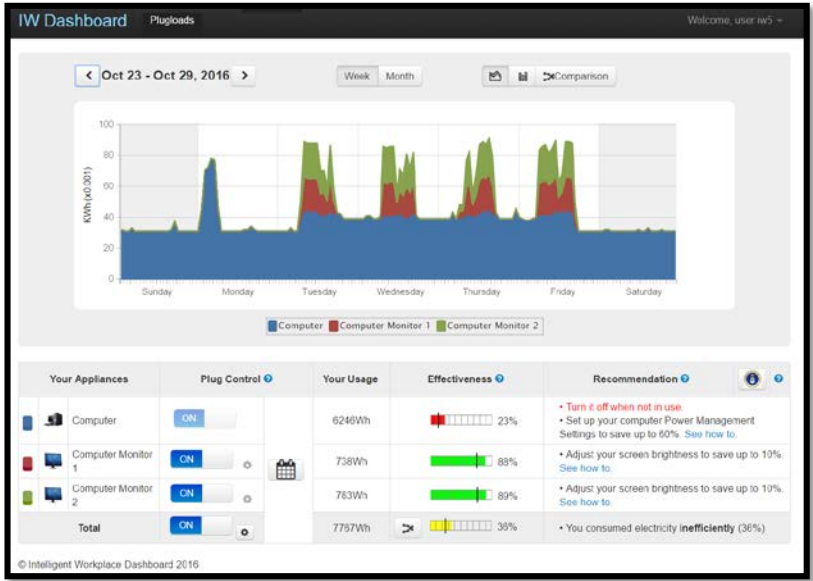 IW Dashboard Plugloads Welcome, user iw5
Oct 23 - Oct 29, 2016 Week Month Comparison
100
80
60
40
20
0
KWh (x0.001)
Sunday Monday Tuesday Wednesday Thursday Friday Saturday
Computer Computer Monitor 1 Computer Monitor 2
Your Appliances Plug Control Your Usage Effectiveness Recommendation
Computer ON 6246Wh 23%
• Turn it off when not in use.
• Set up your computer Power Management
Settings to save up to 60%. See how to.
Computer Monitor
1
ON 738Wh 88%
• Adjust your screen brightness to save up to 10%.
See how to.
Computer Monitor
2
ON 783Wh 89%
• Adjust your screen brightness to save up to 10%.
See how to.
Total ON 7767Wh 36% • You consumed electricity inefficiently (36%)
© Intelligent Workplace Dashboard 2016